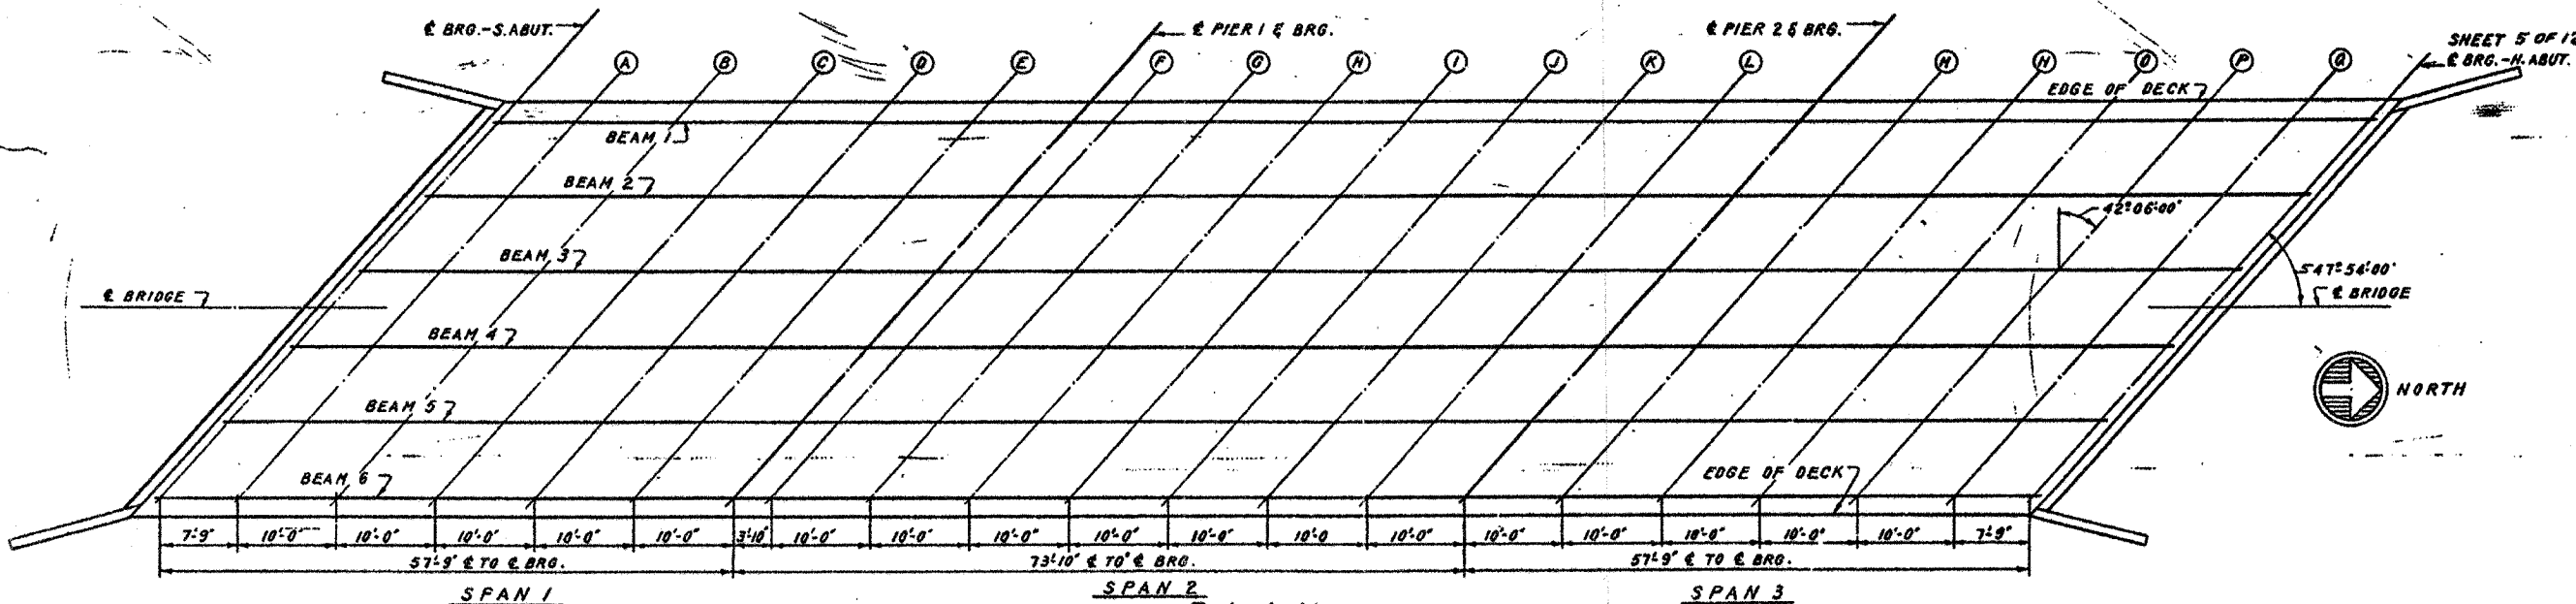 ℄ BRG.-S.ABUT.
℄ PIER 1 & BRG.
℄ PIER 2 & BRG.
SHEET 5 OF 12
℄ BRG.-N.ABUT.
A B C D E F G H I J K L M N O P Q
EDGE OF DECK
BEAM 1
BEAM 2
42°06'00"
BEAM 3
47°54'00"
℄ BRIDGE
℄ BRIDGE
BEAM 4
NORTH
BEAM 5
BEAM 6
EDGE OF DECK
7'-9" 10'-0" 10'-0" 10'-0" 10'-0" 10'-0" 3'-10" 10'-0" 10'-0" 10'-0" 10'-0" 10'-0" 10'-0 10'-0" 10'-0" 10'-0" 10'-0" 10'-0" 10'-0" 7'-9"
57'-9" ℄ TO ℄ BRG.
73'-10" ℄ TO ℄ BRG.
57'-9" ℄ TO ℄ BRG.
SPAN 1
SPAN 2
SPAN 3